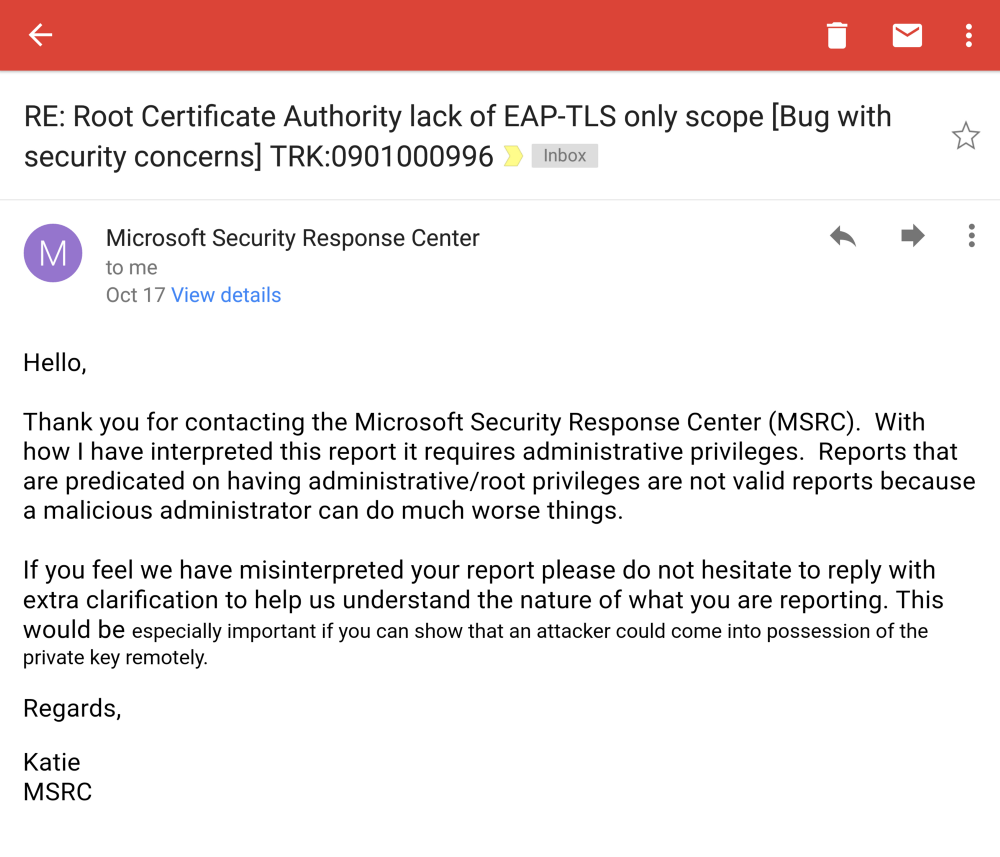 RE: Root Certificate Authority lack of EAP-TLS only scope [Bug with
security concerns] TRK:0901000996 Inbox
M
Microsoft Security Response Center
to me
Oct 17 View details
Hello,
Thank you for contacting the Microsoft Security Response Center (MSRC).  With
how I have interpreted this report it requires administrative privileges.  Reports that
are predicated on having administrative/root privileges are not valid reports because
a malicious administrator can do much worse things.
If you feel we have misinterpreted your report please do not hesitate to reply with
extra clarification to help us understand the nature of what you are reporting. This
would be especially important if you can show that an attacker could come into possession of the
private key remotely.
Regards,
Katie
MSRC